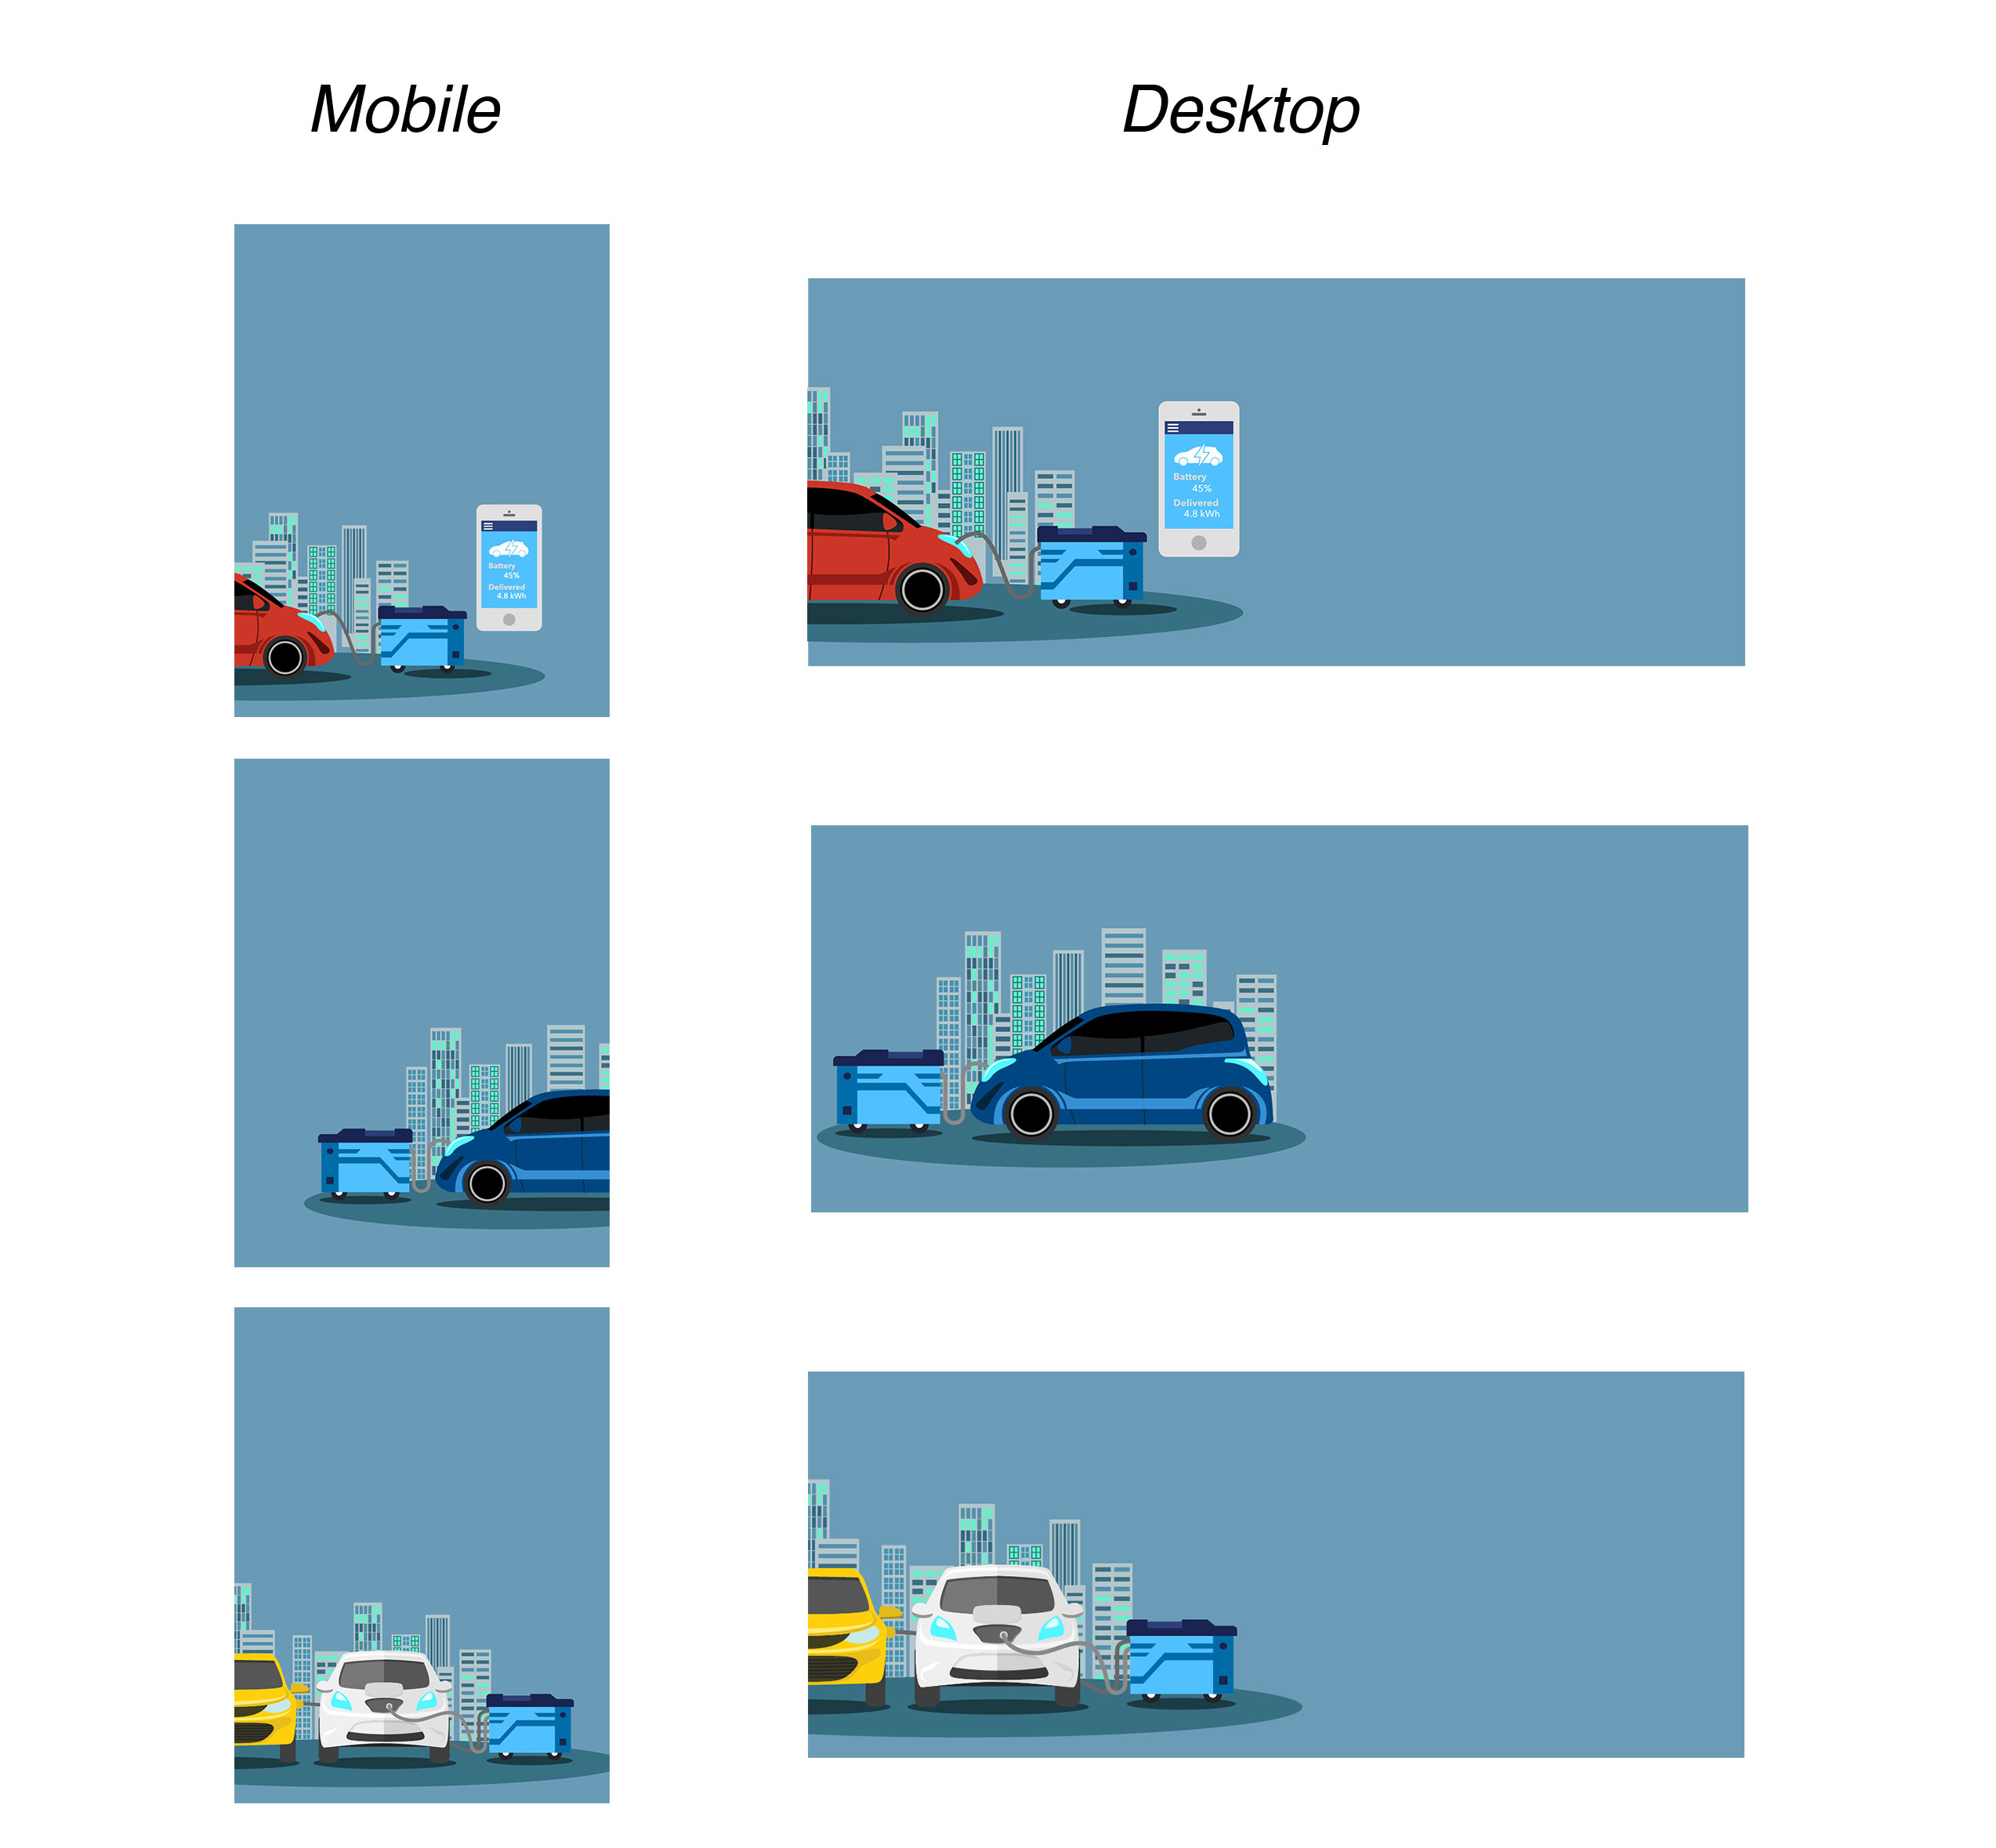 Mobile
Desktop
Battery
45%
Delivered
4.8 kWh
Battery
45%
Delivered
4.8 kWh